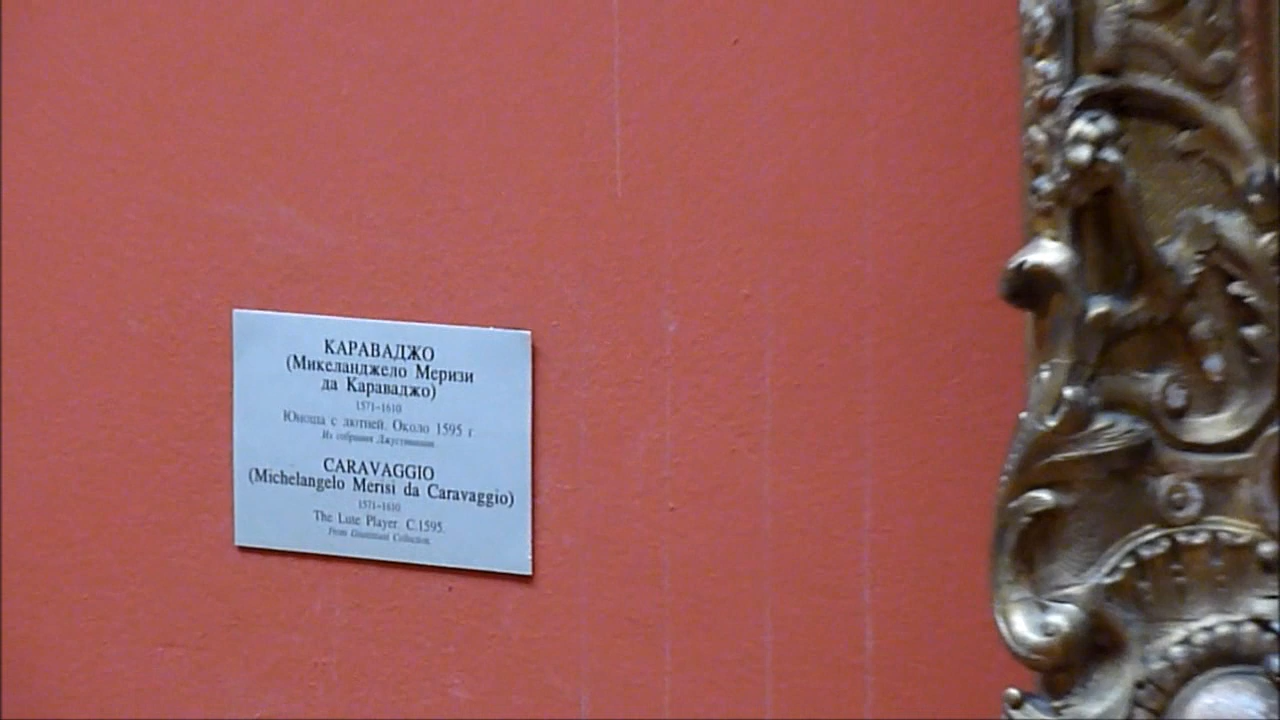 КАРАВАДЖО
(Микеланджело Меризи
да Караваджо)
1571-1610
Юноша с лютней. Около 1595 г
Из собрания Джустиниани
CARAVAGGIO
(Michelangelo Merisi da Caravaggio)
1571-1610
The Lute Player. C.1595.
From Giustiniani Collection.